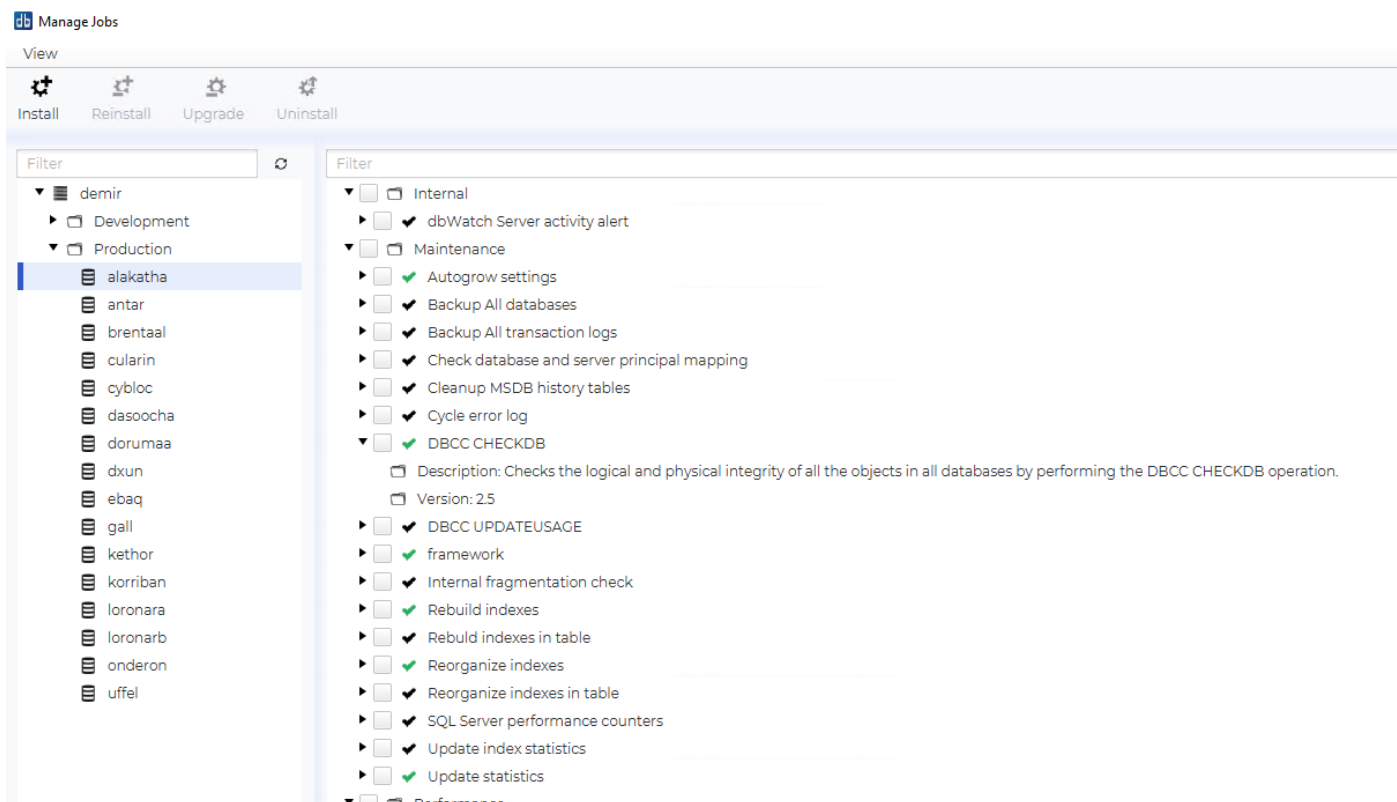 db Manage Jobs
View
Install Reinstall Upgrade Uninstall
Filter
demir
Development
Production
alakatha
antar
brentaal
cularin
cybloc
dasoocha
dorumaa
dxun
ebaq
gall
kethor
korriban
loronara
loronarb
onderon
uffel
Filter
Internal
dbWatch Server activity alert
Maintenance
Autogrow settings
Backup All databases
Backup All transaction logs
Check database and server principal mapping
Cleanup MSDB history tables
Cycle error log
DBCC CHECKDB
Description: Checks the logical and physical integrity of all the objects in all databases by performing the DBCC CHECKDB operation.
Version: 2.5
DBCC UPDATEUSAGE
framework
Internal fragmentation check
Rebuild indexes
Rebuld indexes in table
Reorganize indexes
Reorganize indexes in table
SQL Server performance counters
Update index statistics
Update statistics
Performance